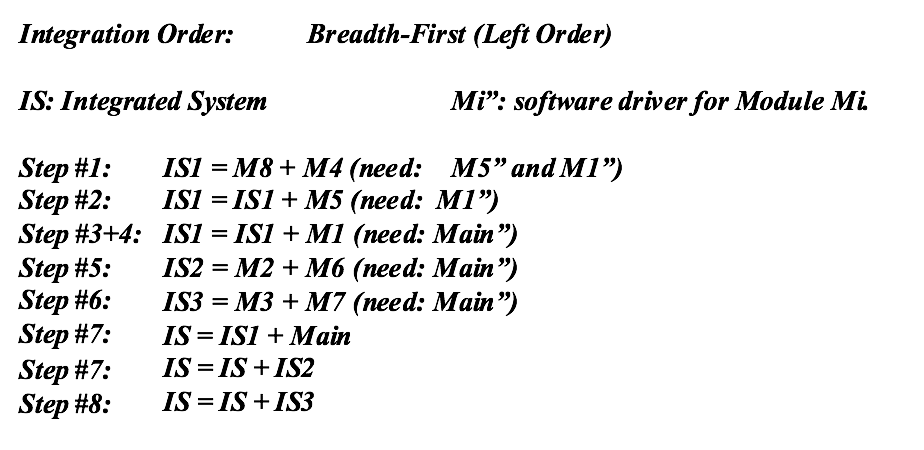 Integration Order: Breadth-First (Left Order)
IS: Integrated System Mi”: software driver for Module Mi.
Step #1: IS1 = M8 + M4 (need: M5” and M1”)
Step #2: IS1 = IS1 + M5 (need: M1”)
Step #3+4: IS1 = IS1 + M1 (need: Main”)
Step #5: IS2 = M2 + M6 (need: Main”)
Step #6: IS3 = M3 + M7 (need: Main”)
Step #7: IS = IS1 + Main
Step #7: IS = IS + IS2
Step #8: IS = IS + IS3